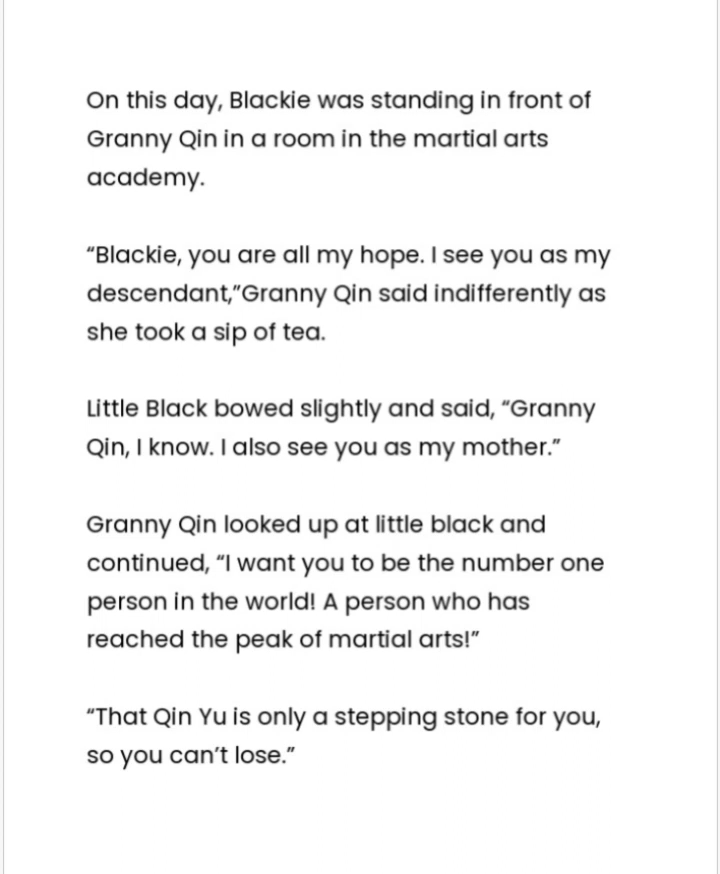 On this day, Blackie was standing in front of
Granny Qin in a room in the martial arts
academy.
“Blackie, you are all my hope. I see you as my
descendant,”Granny Qin said indifferently as
she took a sip of tea.
Little Black bowed slightly and said, “Granny
Qin, I know. I also see you as my mother.”
Granny Qin looked up at little black and
continued, “I want you to be the number one
person in the world! A person who has
reached the peak of martial arts!”
“That Qin Yu is only a stepping stone for you,
so you can’t lose.”